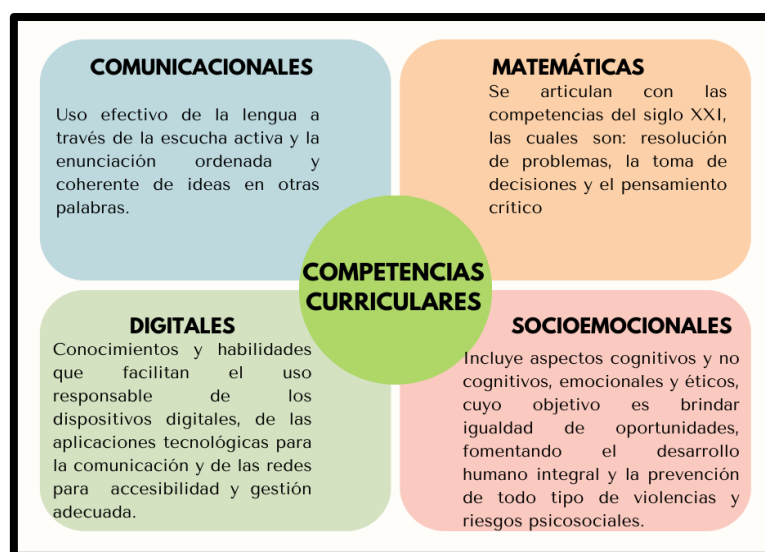 COMUNICACIONALES
Uso efectivo de la lengua a
través de la escucha activa y la
enunciación ordenada y
coherente de ideas en otras
palabras.
MATEMÁTICAS
Se articulan con las
competencias del siglo XXI,
las cuales son: resolución
de problemas, la toma de
decisiones y el pensamiento
crítico
COMPETENCIAS
CURRICULARES
DIGITALES
Conocimientos y habilidades
que facilitan el uso
responsable de los
dispositivos digitales, de las
aplicaciones tecnológicas para
la comunicación y de las redes
para accesibilidad y gestión
adecuada.
SOCIOEMOCIONALES
Incluye aspectos cognitivos y no
cognitivos, emocionales y éticos,
cuyo objetivo es brindar
igualdad de oportunidades,
fomentando el desarrollo
humano integral y la prevención
de todo tipo de violencias y
riesgos psicosociales.